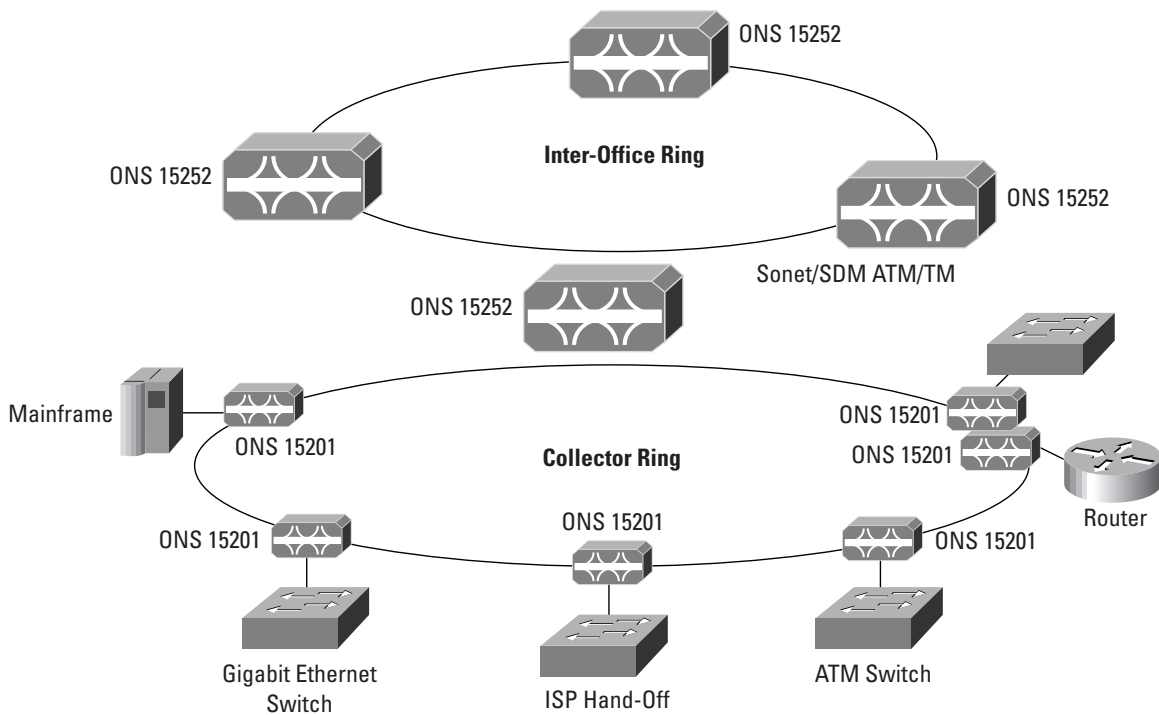 ONS 15252
Inter-Office Ring
ONS 15252
ONS 15252
Sonet/SDM ATM/TM
ONS 15252
Mainframe
ONS 15201
ONS 15201
ONS 15201
Collector Ring
Router
ONS 15201
ONS 15201
ONS 15201
Gigabit Ethernet
Switch
ISP Hand-Off
ATM Switch